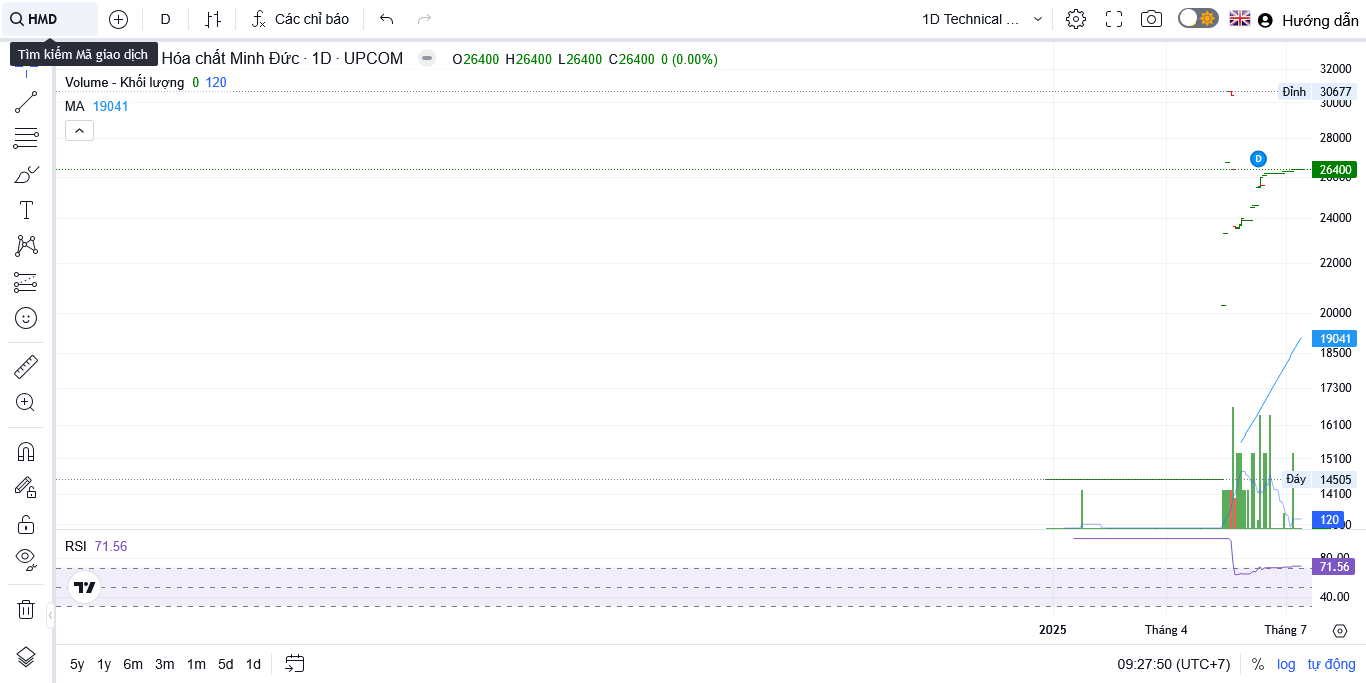 HMD D Các chỉ báo 1D Technical ... Hướng dẫn
Tìm kiếm Mã giao dịch Hóa chất Minh Đức · 1D · UPCOM O26400 H26400 L26400 C26400 0 (0.00%)
Volume - Khối lượng 0 120
MA 19041
32000
Đỉnh 30677
30000
28000
D
26400
26000
24000
22000
20000
19041
18500
17300
16100
15100
Đáy 14505
14100
120
RSI 71.56
80.00
71.56
40.00
2025 Tháng 4 Tháng 7
5y 1y 6m 3m 1m 5d 1d 09:27:50 (UTC+7) % log tự động